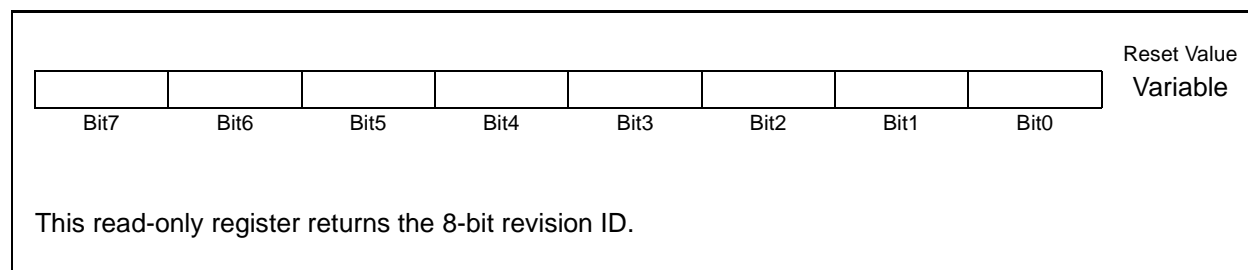 Reset Value
Variable
Bit7 Bit6 Bit5 Bit4 Bit3 Bit2 Bit1 Bit0
This read-only register returns the 8-bit revision ID.